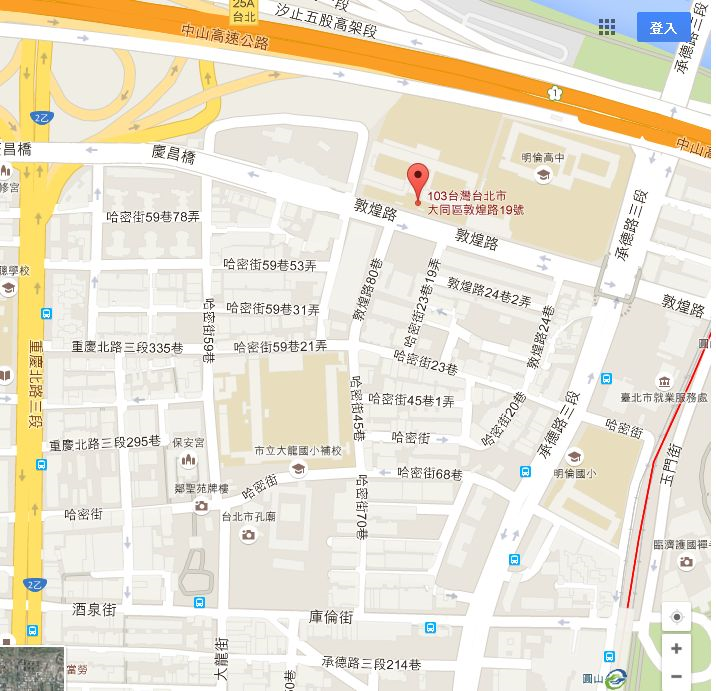 25A
台北
汐止五股高架段
承德路三段
登入
中山高速公路
1
中山高
2乙
慶昌橋
慶昌橋
明倫高中
修宮
103台灣台北市
大同區敦煌路19號
敦煌路
敦煌路
承德路三段
哈密街59巷78弄
聰學校
哈密街59巷53弄
敦煌路80巷
哈密街23巷19弄
敦煌路24巷2弄
敦煌路
哈密街59巷31弄
哈密街59巷
敦煌路24巷
重慶北路三段
重慶北路三段335巷
哈密街59巷21弄
哈密街23巷
圓
臺北市就業服務處
哈密街45巷
哈密街45巷1弄
哈密街20巷
承德路三段
哈密街
哈密街
重慶北路三段295巷
保安宮
市立大龍國小補校
哈密街68巷
明倫國小
玉門街
鄰聖苑牌樓
哈密街
哈密街
台北市孔廟
哈密街70巷
臨濟護國禪寺
2乙
酒泉街
庫倫街
大龍街
承德路三段214巷
當勞
50巷
圓山
+
−